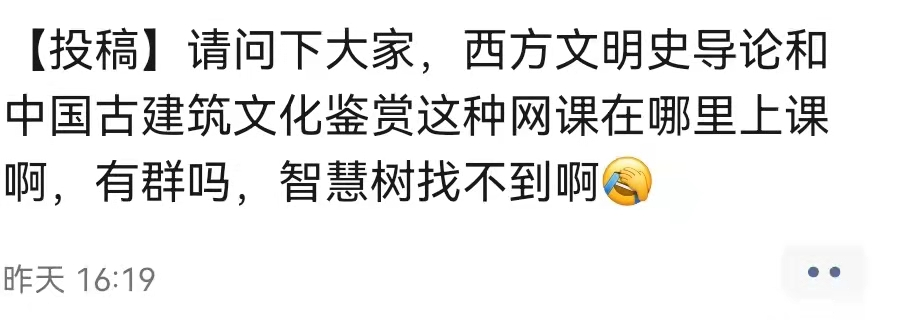 【投稿】请问下大家，西方文明史导论和
中国古建筑文化鉴赏这种网课在哪里上课
啊，有群吗，智慧树找不到啊🤦
昨天 16:19